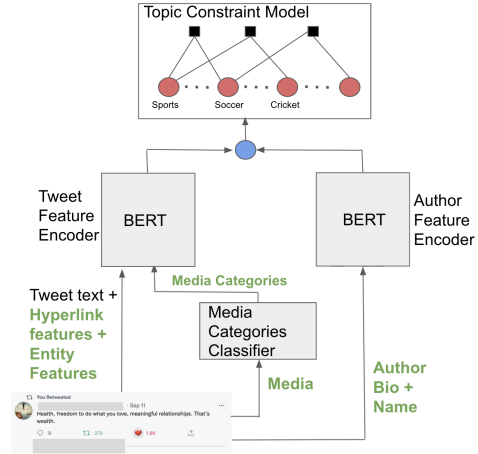 Topic Constraint Model
Sports
Soccer
Cricket
Tweet
Feature
Encoder
BERT
BERT
Author
Feature
Encoder
Media Categories
Tweet text +
Hyperlink
features +
Entity
Features
Media
Categories
Classifier
Media
Author
Bio +
Name
You Retweeted
· Sep 11
Health, freedom to do what you love, meaningful relationships. That's
wealth.
9 278 1.8K